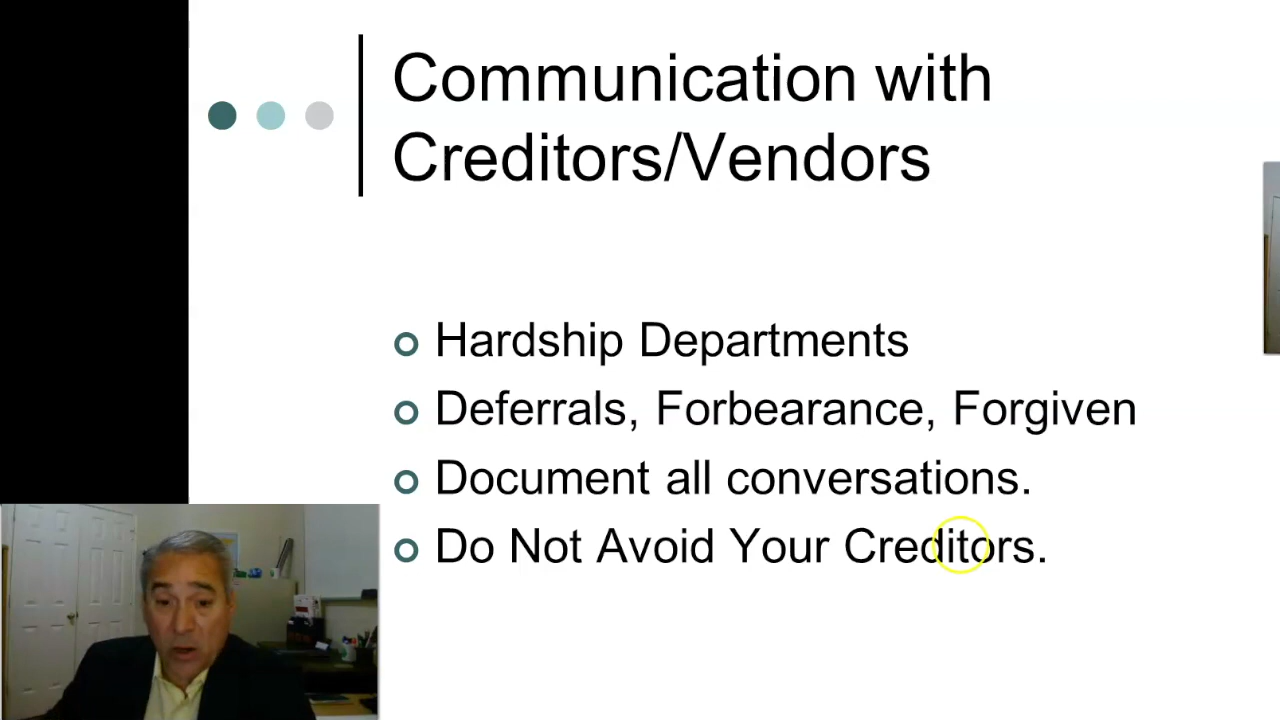 Communication with
Creditors/Vendors
Hardship Departments
Deferrals, Forbearance, Forgiven
Document all conversations.
Do Not Avoid Your Creditors.